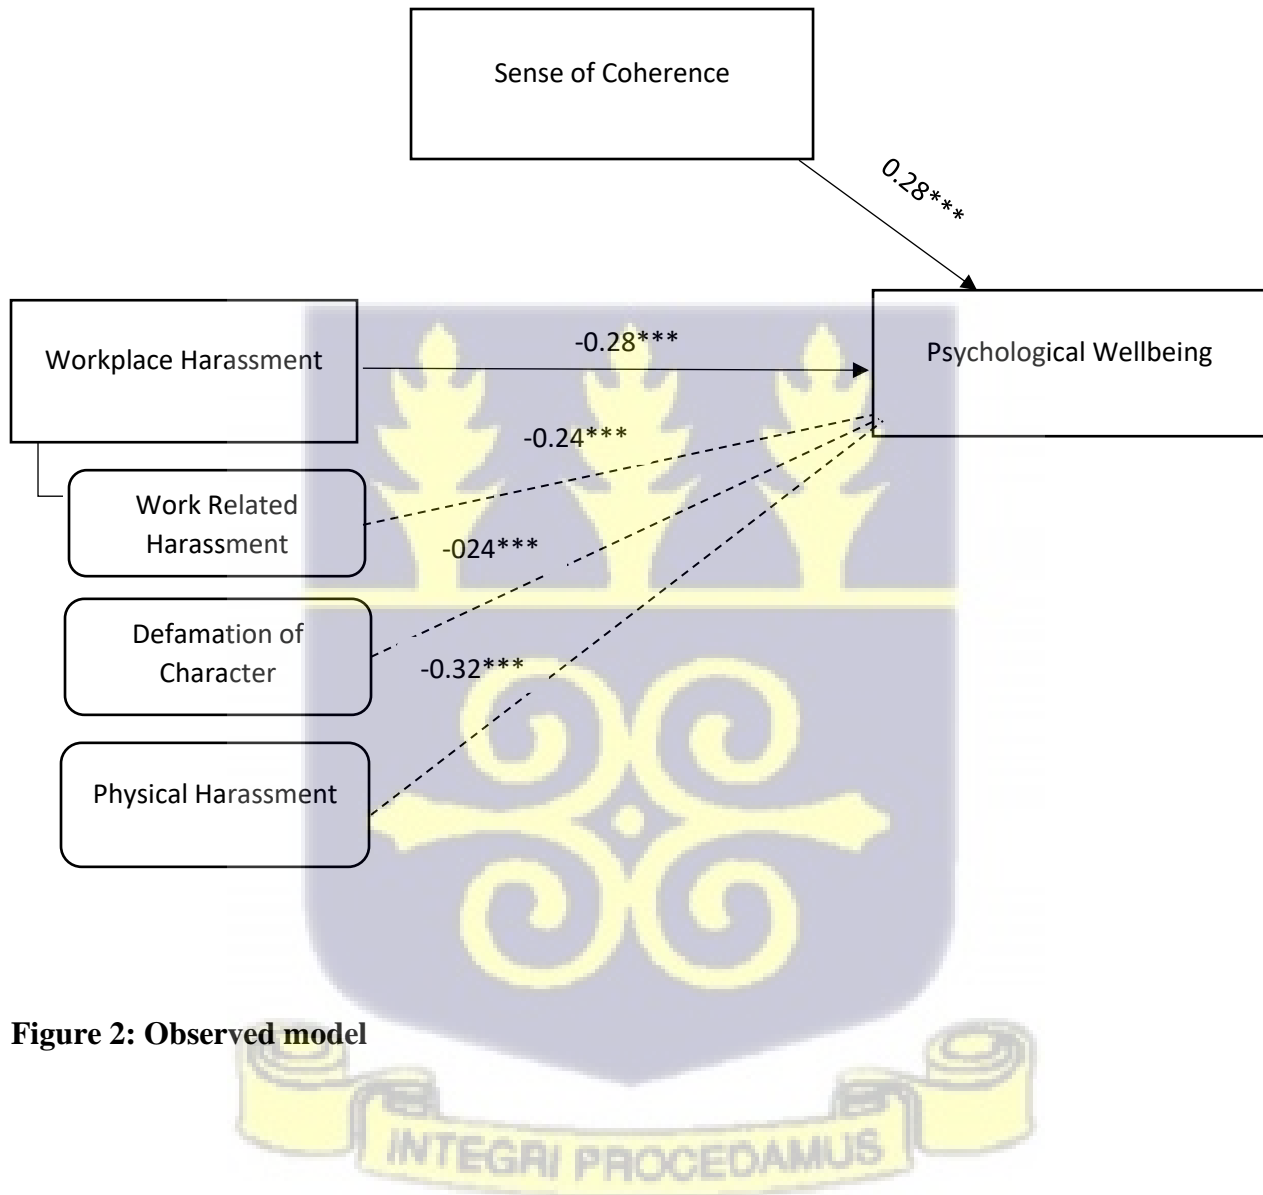 Sense of Coherence
0.28***
Workplace Harassment
-0.28***
Psychological Wellbeing
-0.24***
Work Related
Harassment
-024***
Defamation of
Character
-0.32***
Physical Harassment
Figure 2: Observed model
INTEGRI PROCEDAMUS